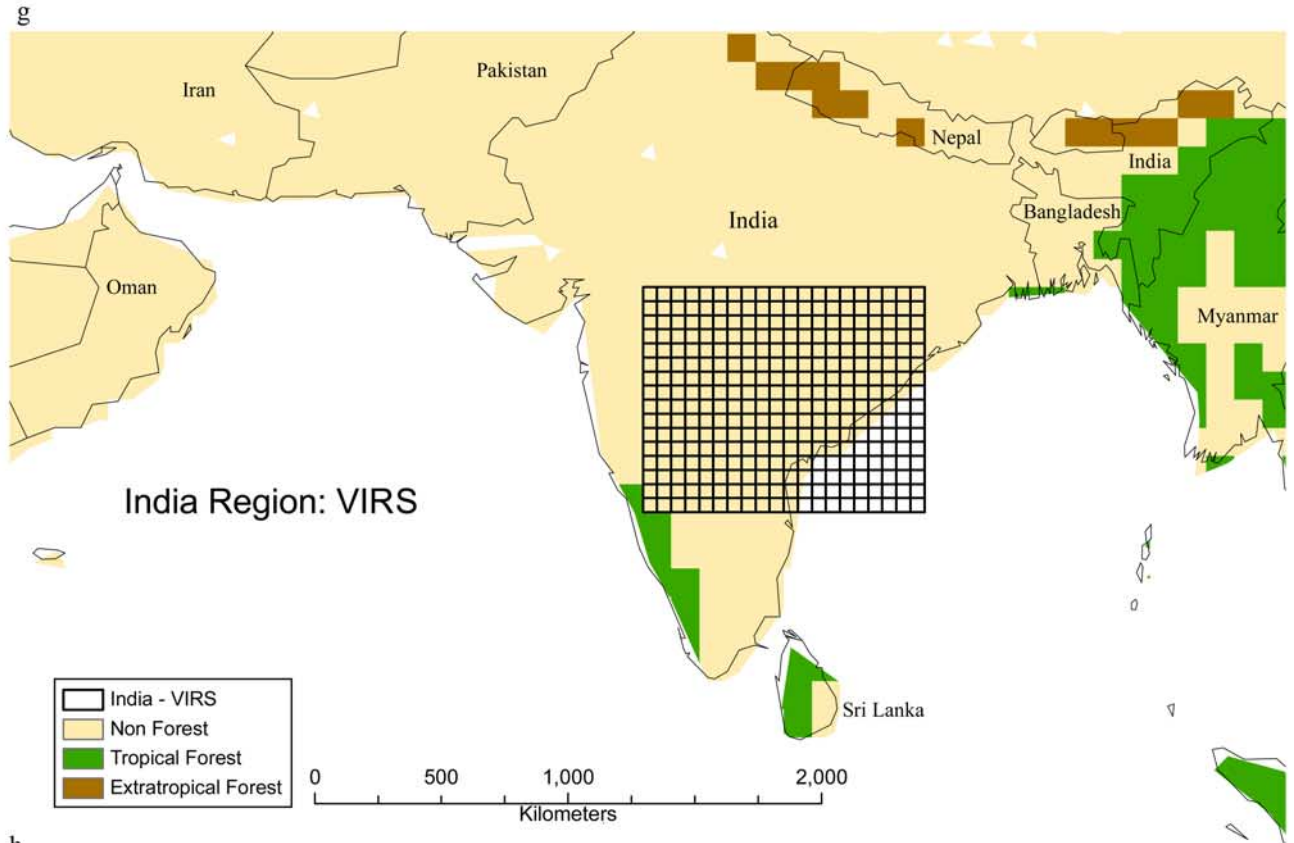 g
Pakistan
Iran
Nepal
India
Bangladesh
India
Oman
Myanmar
India Region: VIRS
Sri Lanka
India - VIRS
Non Forest
Tropical Forest
Extratropical Forest
0 500 1,000 2,000
Kilometers